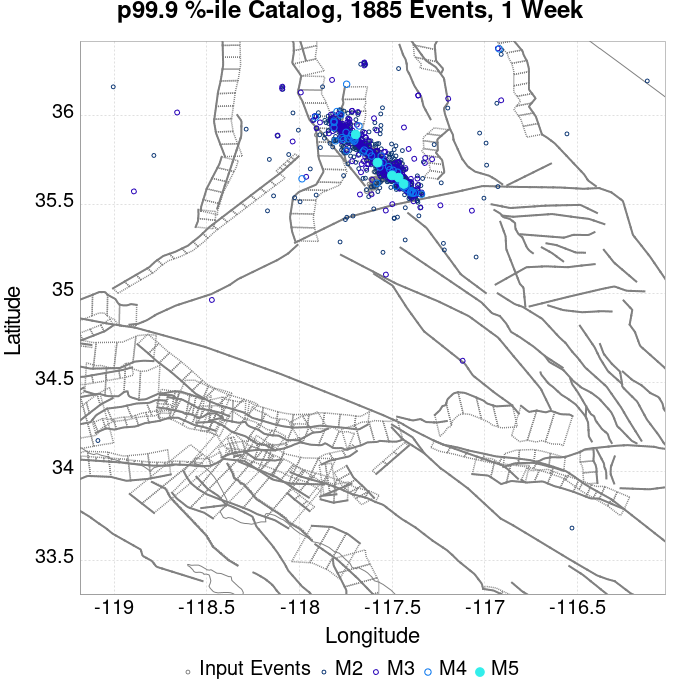 p99.9 %-ile Catalog, 1885 Events, 1 Week
36
35.5
35
34.5
34
33.5
Latitude
-119
-118.5
-118
-117.5
-117
-116.5
Longitude
Input Events
M2
M3
M4
M5